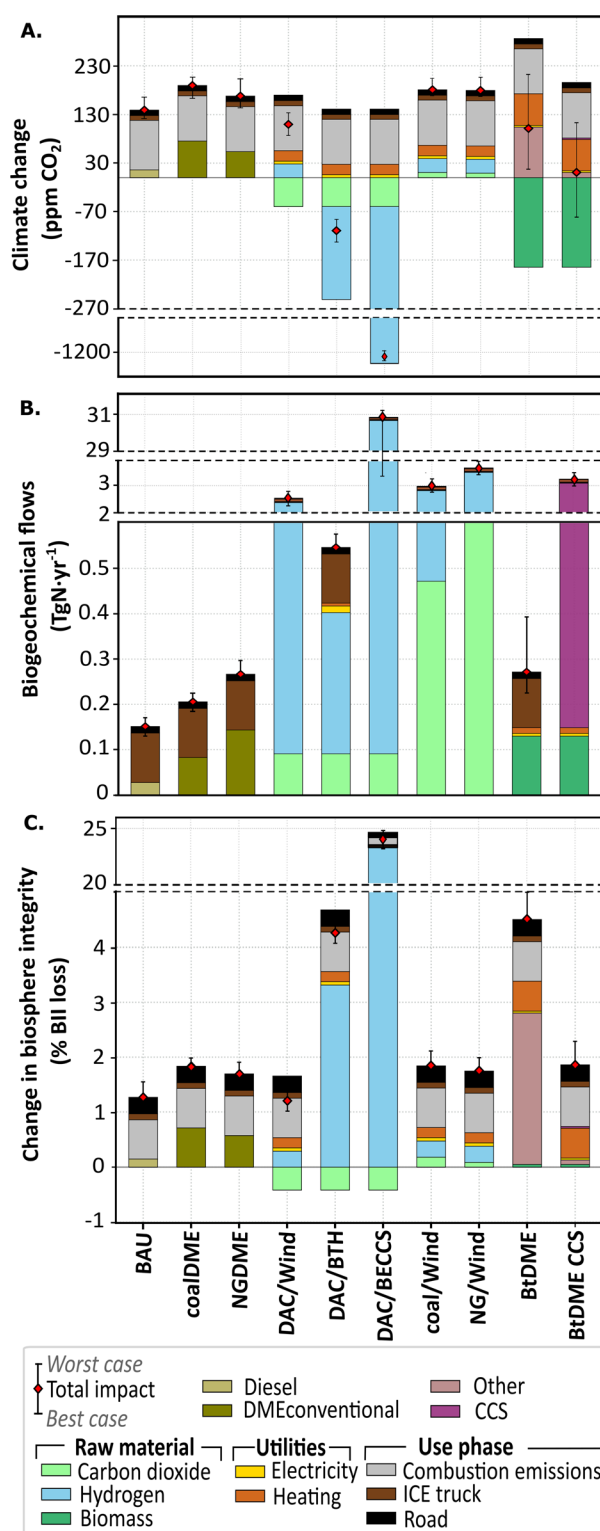 A.
Climate change
(ppm CO₂)
230
130
30
-70
-170
-270
-1200
B.
Biogeochemical flows
(TgN·yr⁻¹)
31
29
3
2
0.5
0.4
0.3
0.2
0.1
0
C.
Change in biosphere integrity
(% BII loss)
25
20
4
3
2
1
0
-1
BAU
coalDME
NGDME
DAC/Wind
DAC/BTH
DAC/BECCS
coal/Wind
NG/Wind
BtDME
BtDME CCS
Worst case
Total impact
Best case
Diesel
DMEconventional
Other
CCS
Raw material
Carbon dioxide
Hydrogen
Biomass
Utilities
Electricity
Heating
Use phase
Combustion emissions
ICE truck
Road